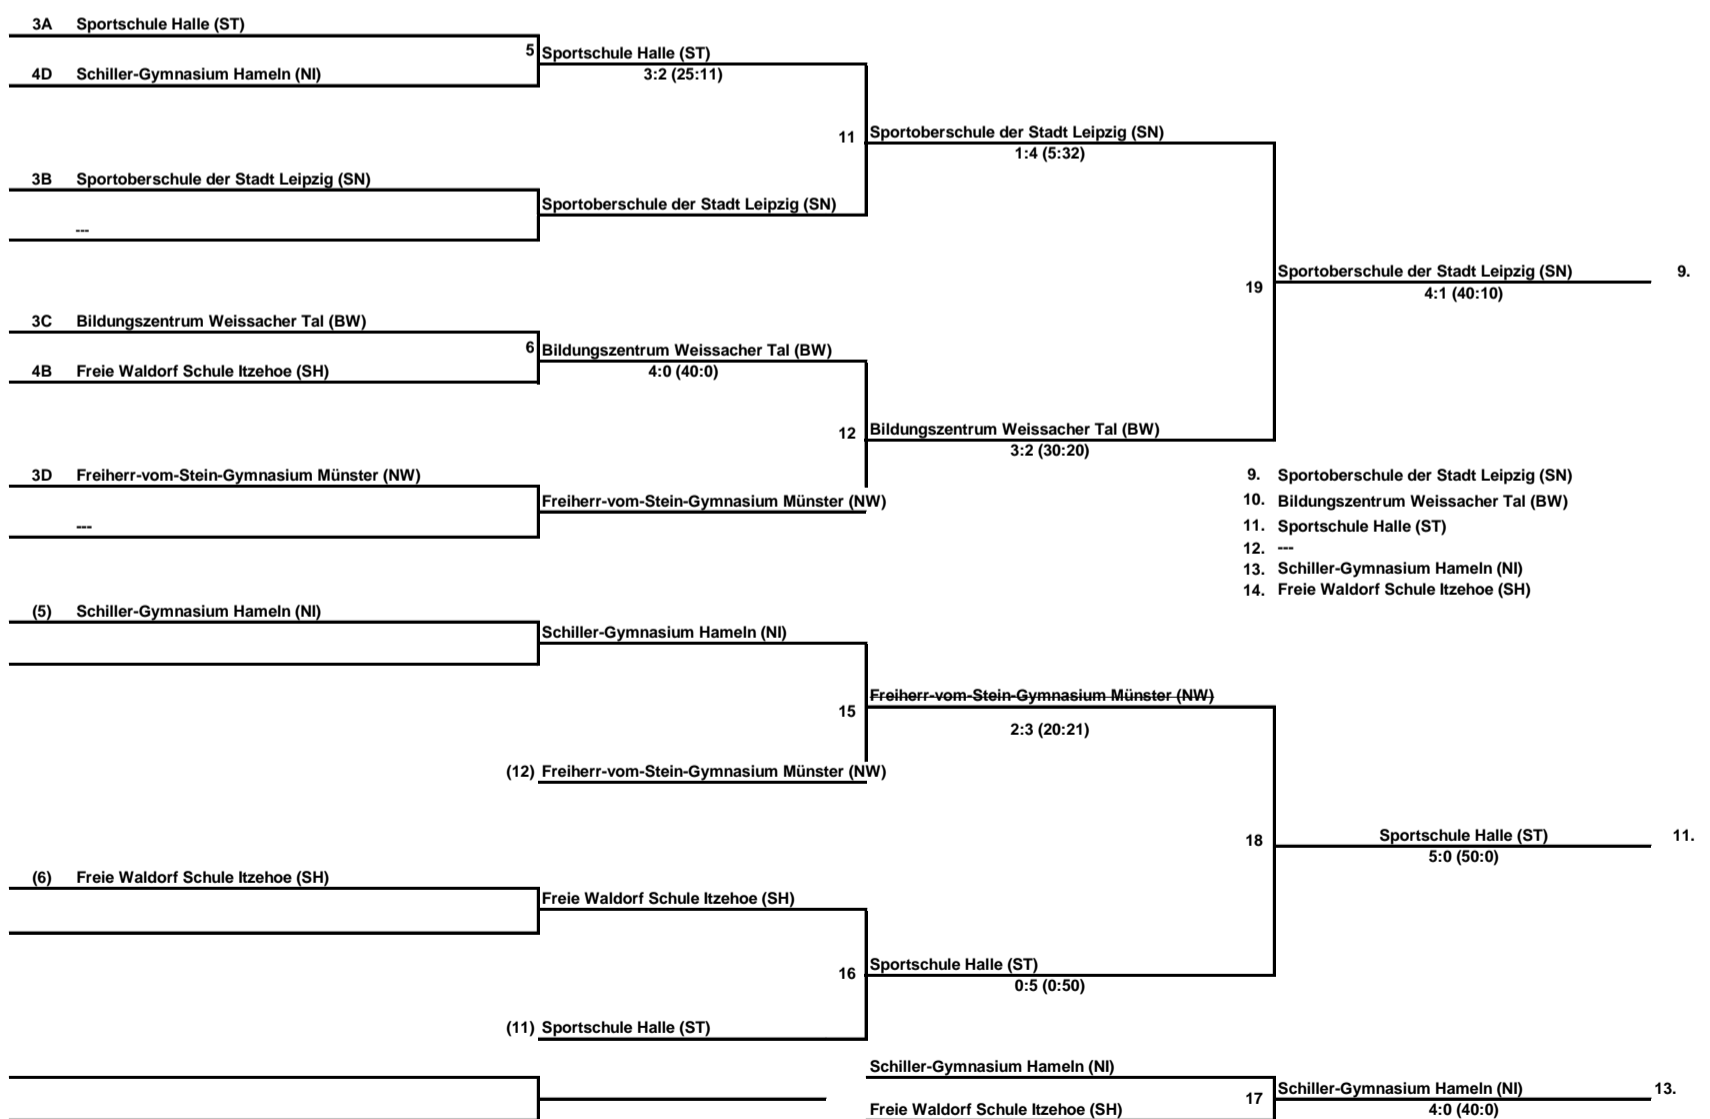 3A Sportschule Halle (ST)
5 Sportschule Halle (ST)
4D Schiller-Gymnasium Hameln (NI)
3:2 (25:11)
11 Sportoberschule der Stadt Leipzig (SN)
1:4 (5:32)
3B Sportoberschule der Stadt Leipzig (SN)
Sportoberschule der Stadt Leipzig (SN)
---
19 Sportoberschule der Stadt Leipzig (SN) 9.
4:1 (40:10)
3C Bildungszentrum Weissacher Tal (BW)
6 Bildungszentrum Weissacher Tal (BW)
4B Freie Waldorf Schule Itzehoe (SH)
4:0 (40:0)
12 Bildungszentrum Weissacher Tal (BW)
3:2 (30:20)
3D Freiherr-vom-Stein-Gymnasium Münster (NW)
Freiherr-vom-Stein-Gymnasium Münster (NW)
---
9. Sportoberschule der Stadt Leipzig (SN)
10. Bildungszentrum Weissacher Tal (BW)
11. Sportschule Halle (ST)
12. ---
13. Schiller-Gymnasium Hameln (NI)
14. Freie Waldorf Schule Itzehoe (SH)
(5) Schiller-Gymnasium Hameln (NI)
Schiller-Gymnasium Hameln (NI)
15 Freiherr-vom-Stein-Gymnasium Münster (NW)
2:3 (20:21)
(12) Freiherr-vom-Stein-Gymnasium Münster (NW)
18 Sportschule Halle (ST) 11.
5:0 (50:0)
(6) Freie Waldorf Schule Itzehoe (SH)
Freie Waldorf Schule Itzehoe (SH)
16 Sportschule Halle (ST)
0:5 (0:50)
(11) Sportschule Halle (ST)
Schiller-Gymnasium Hameln (NI)
17 Schiller-Gymnasium Hameln (NI) 13.
Freie Waldorf Schule Itzehoe (SH)
4:0 (40:0)